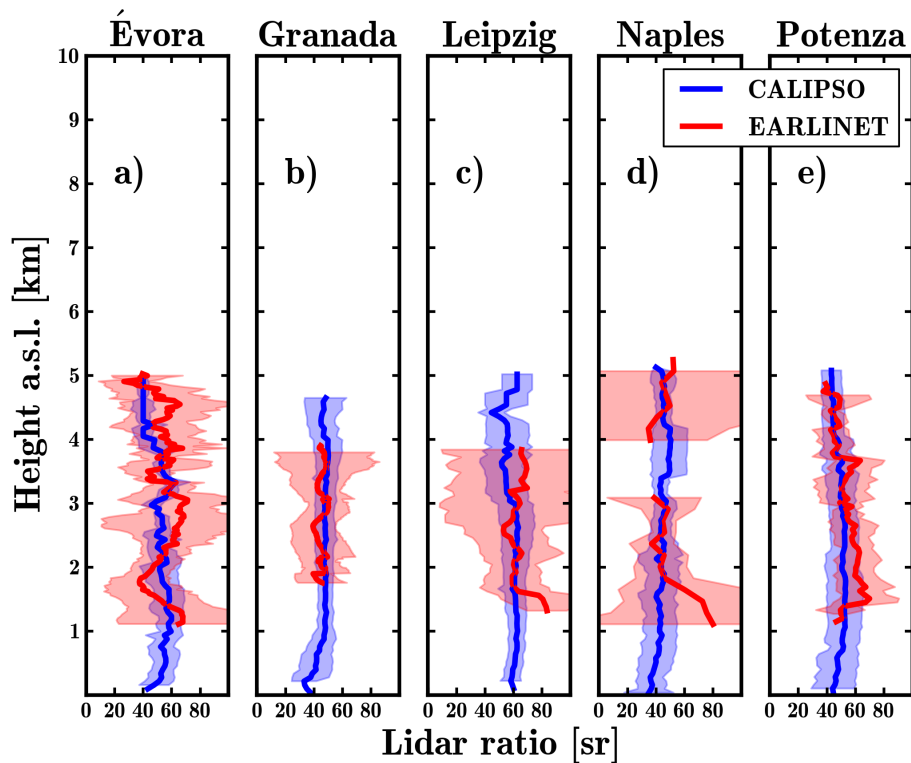 Évora Granada Leipzig Naples Potenza
CALIPSO
EARLINET
a) b) c) d) e)
10
9
8
7
6
5
4
3
2
1
0 20 40 60 80 0 20 40 60 80 0 20 40 60 80 0 20 40 60 80 0 20 40 60 80
Height a.s.l. [km]
Lidar ratio [sr]